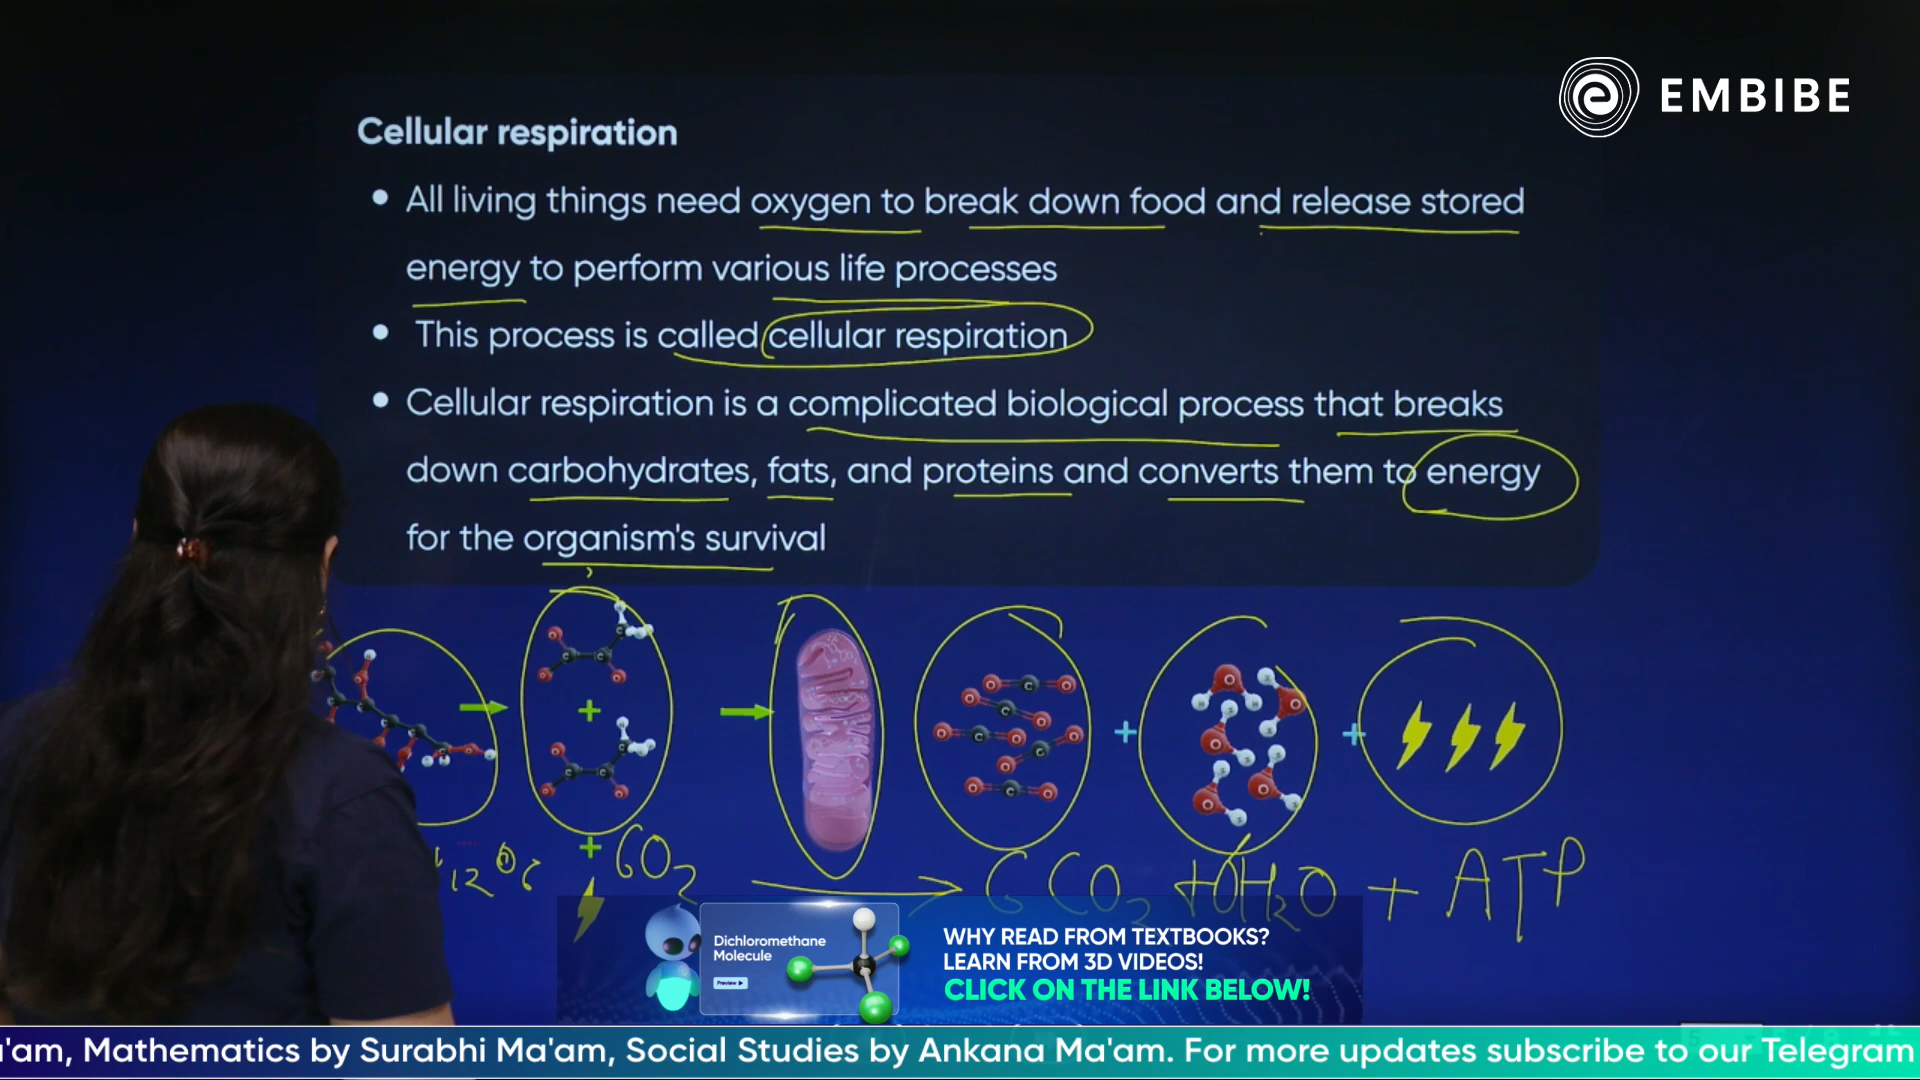 EMBIBE
Cellular respiration
• All living things need oxygen to break down food and release stored
energy to perform various life processes
• This process is called cellular respiration
• Cellular respiration is a complicated biological process that breaks
down carbohydrates, fats, and proteins and converts them to energy
for the organism's survival
+ + +
12O6 + 6O2 → 6CO2 + 6H2O + ATP
Dichloromethane
Molecule
Preview
WHY READ FROM TEXTBOOKS?
LEARN FROM 3D VIDEOS!
CLICK ON THE LINK BELOW!
'am, Mathematics by Surabhi Ma'am, Social Studies by Ankana Ma'am. For more updates subscribe to our Telegram